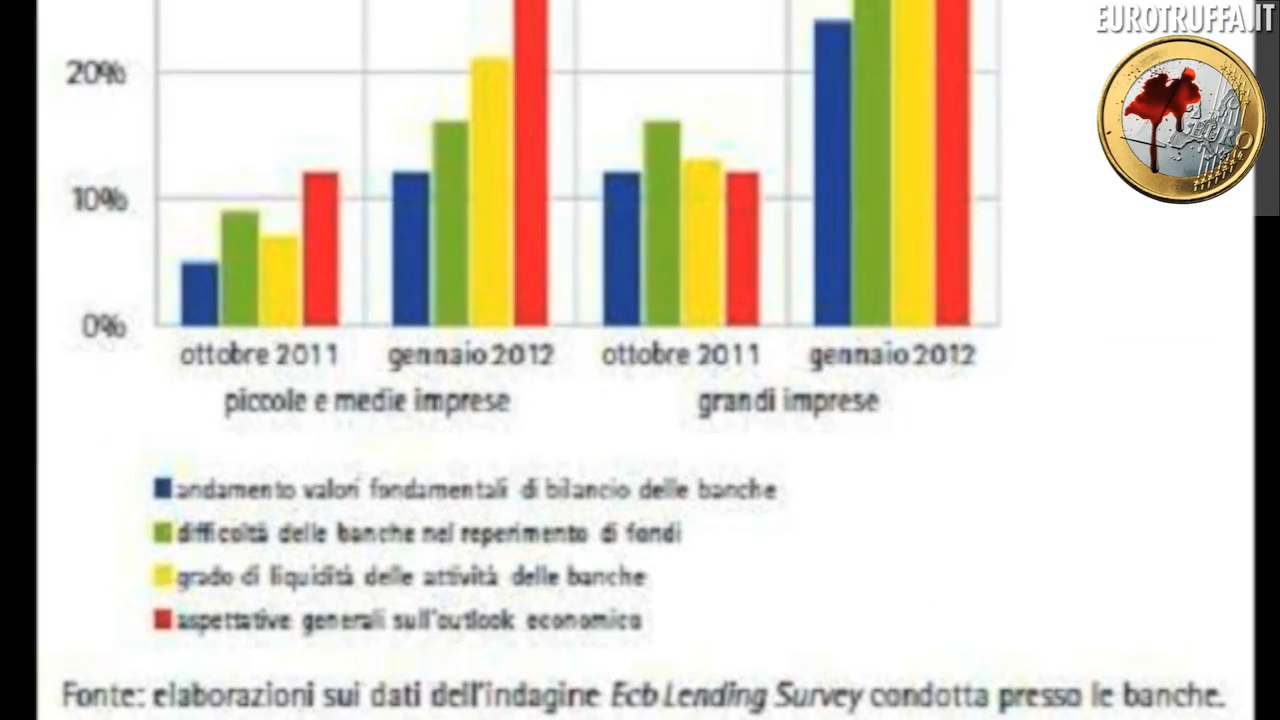 EUROTRUFFA.IT
20%
10%
0%
ottobre 2011 gennaio 2012 ottobre 2011 gennaio 2012
piccole e medie imprese grandi imprese
andamento valori fondamentali di bilancio delle banche
difficoltà delle banche nel reperimento di fondi
grado di liquidità delle attività delle banche
aspettative generali sull'outlook economico
Fonte: elaborazioni sui dati dell'indagine Ecb Lending Survey condotta presso le banche.